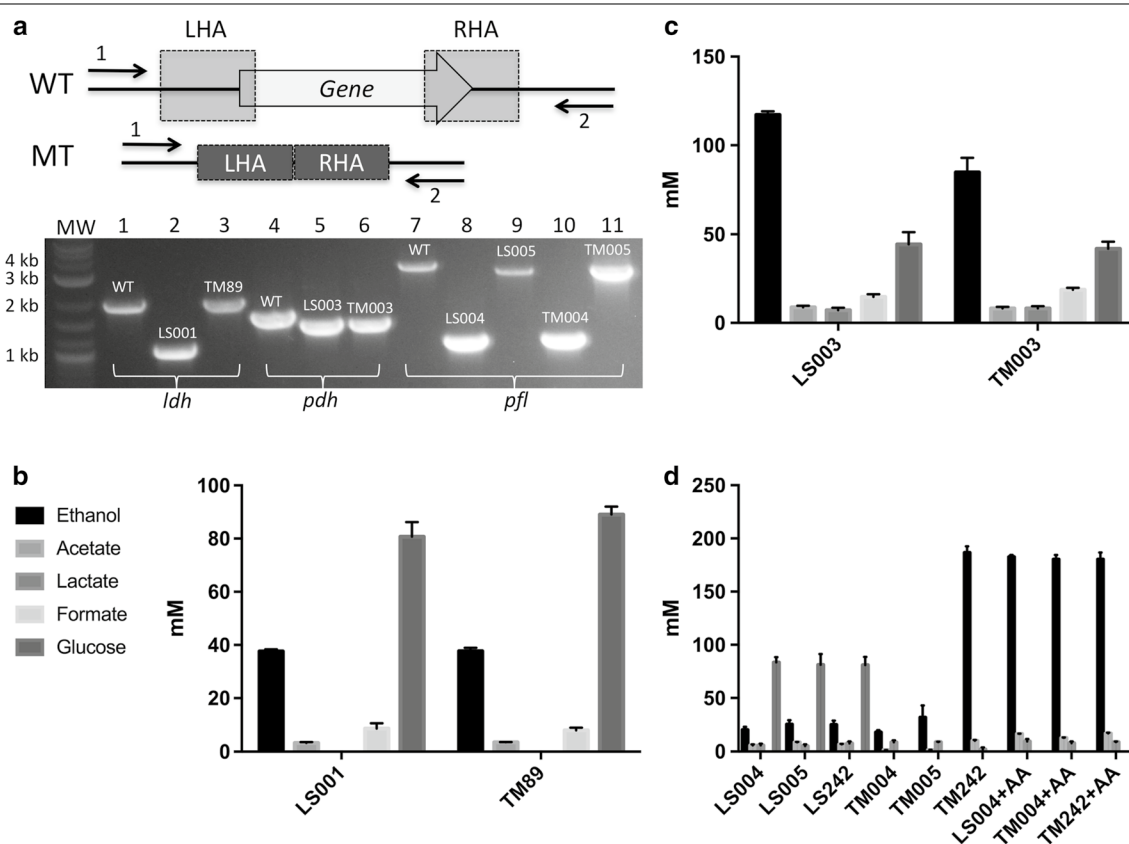 a
LHA
RHA
1
WT
Gene
2
1
MT
LHA
RHA
2
MW 1 2 3 4 5 6 7 8 9 10 11
4 kb
3 kb
2 kb
1 kb
WT
LS001
TM89
WT
LS003
TM003
WT
LS004
LS005
TM004
TM005
ldh
pdh
pfl
c
150
100
50
0
mM
LS003
TM003
b
Ethanol
Acetate
Lactate
Formate
Glucose
100
80
60
40
20
0
mM
LS001
TM89
d
250
200
150
100
50
0
mM
LS004
LS005
LS242
TM004
TM005
TM242
LS004+AA
TM004+AA
TM242+AA